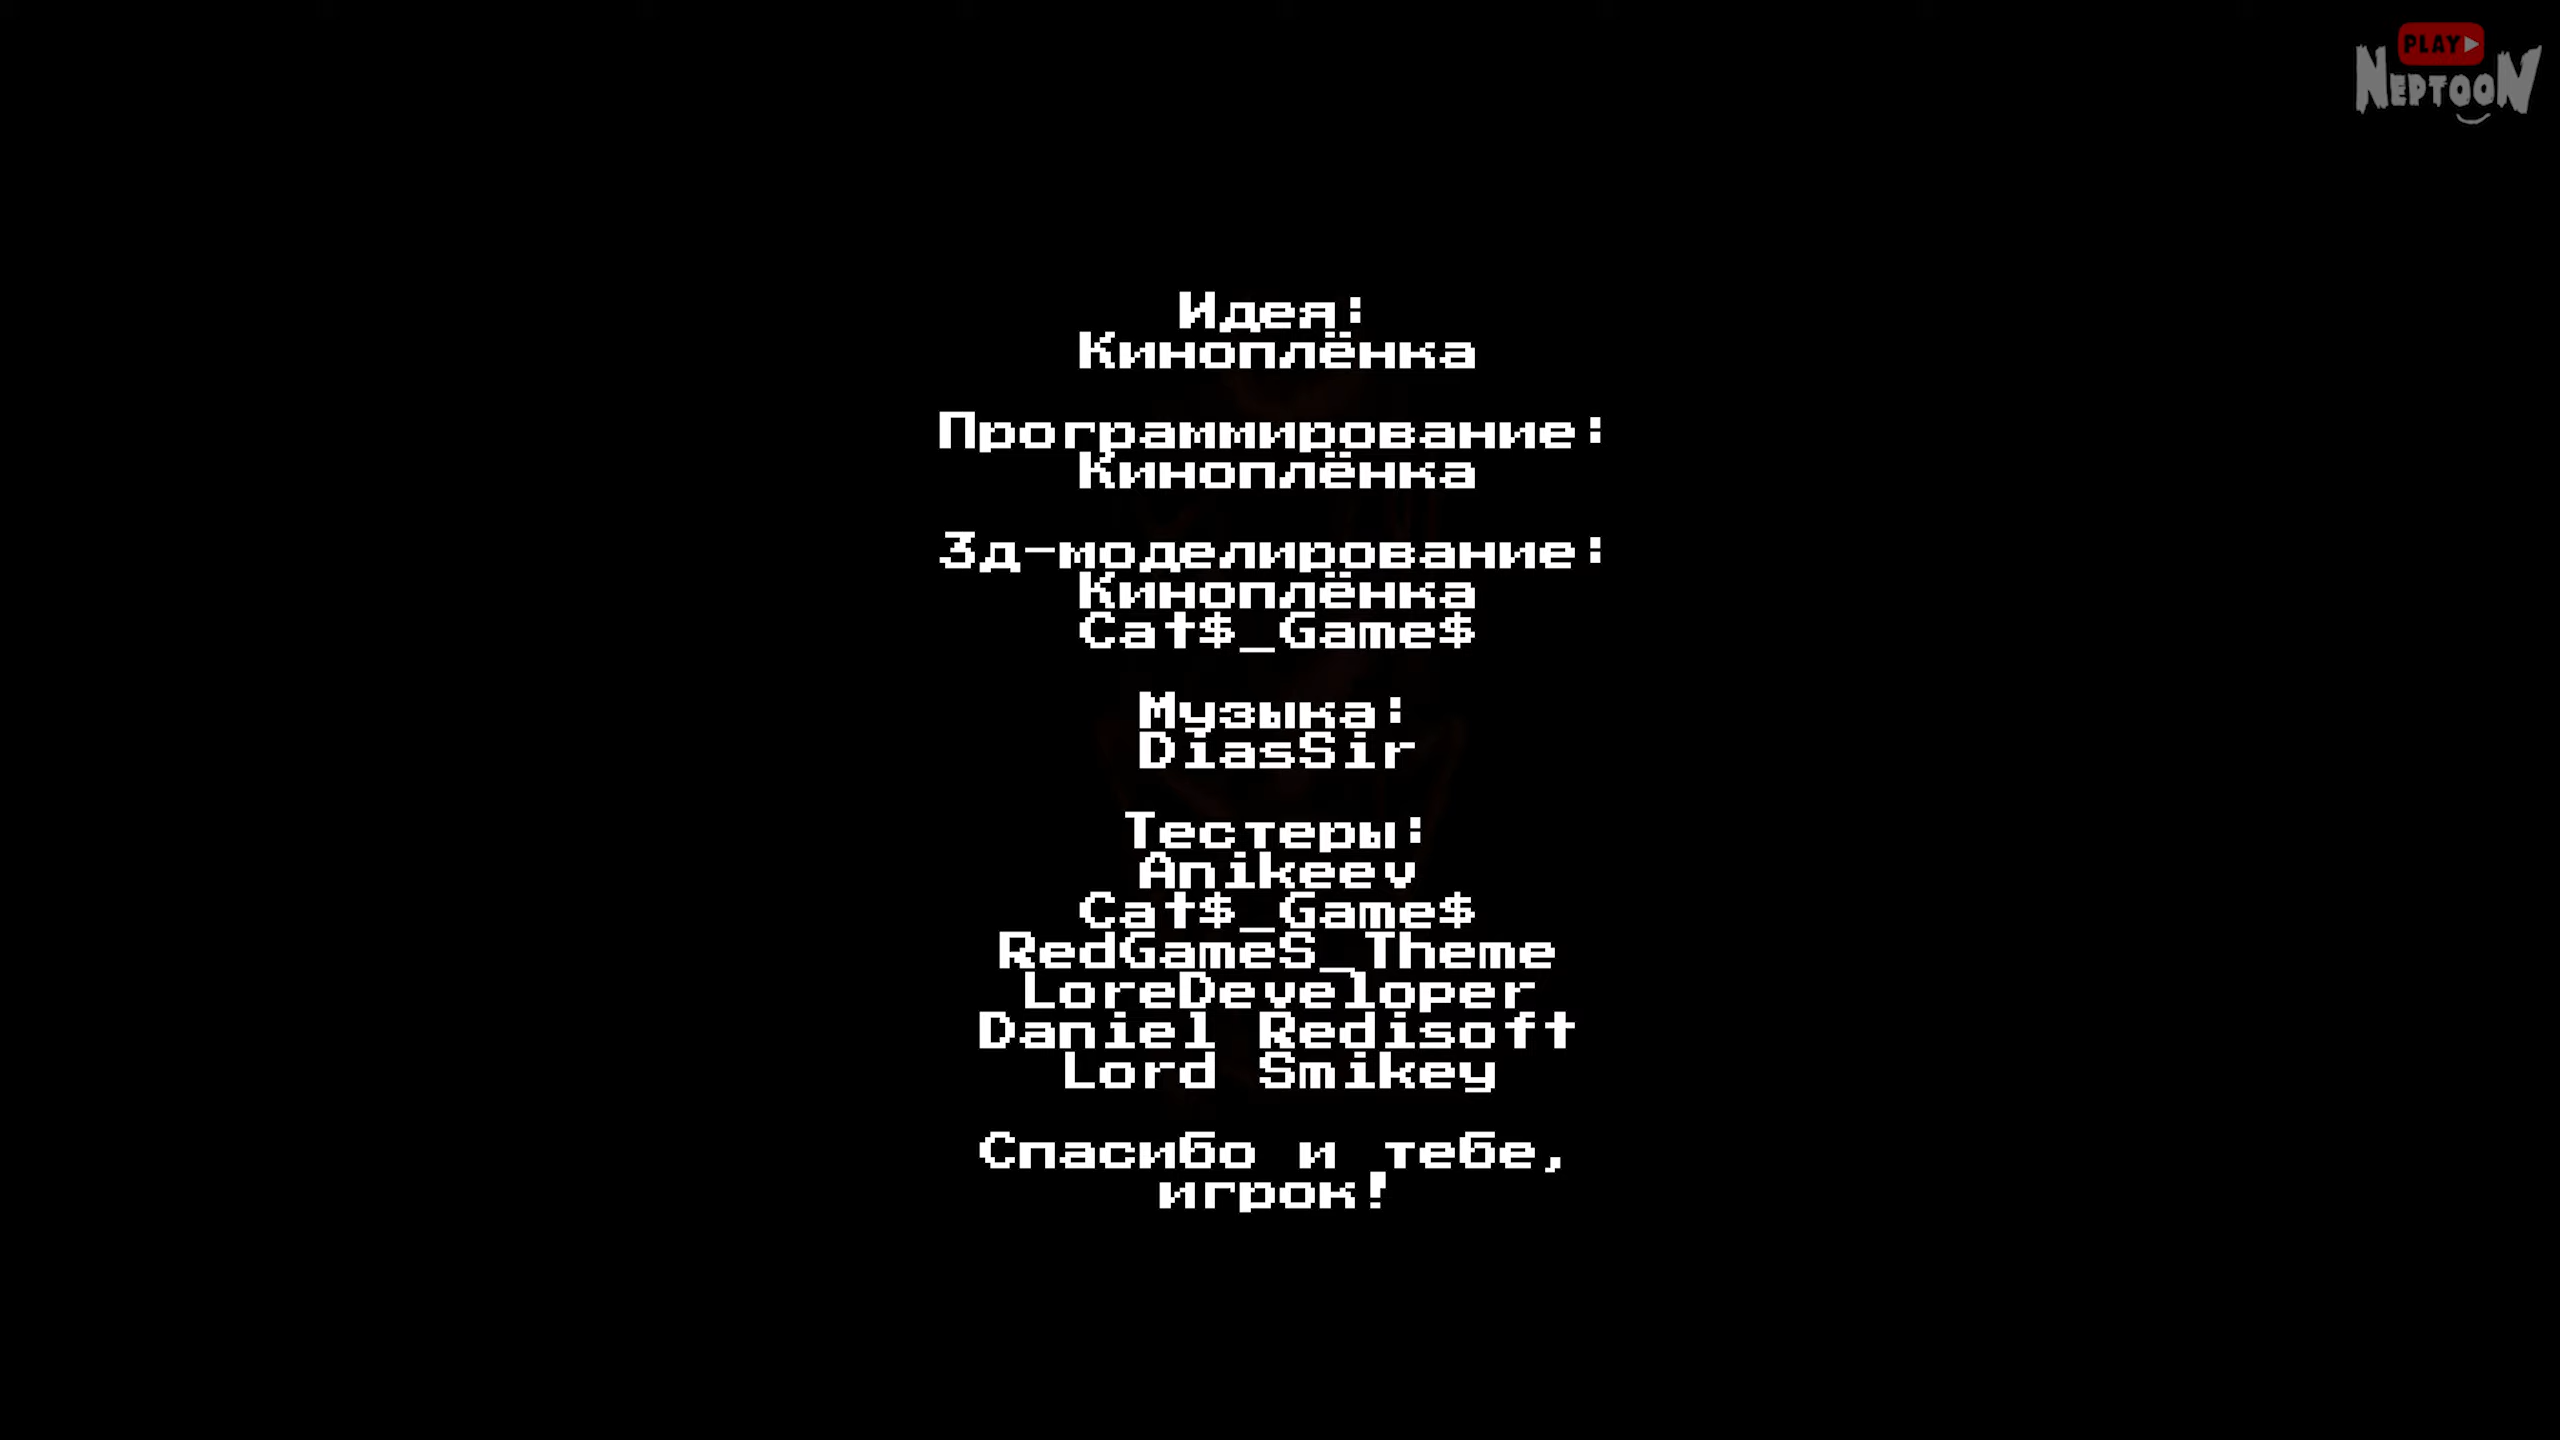 PLAY
NEPTOON
Идея:
Киноплёнка
Программирование:
Киноплёнка
3д-моделирование:
Киноплёнка
Cat$_Game$
Музыка:
DiasSir
Тестеры:
Anikeev
Cat$_Game$
RedGameS_Theme
LoreDeveloper
Daniel Redisoft
Lord Smikey
Спасибо и тебе,
игрок!